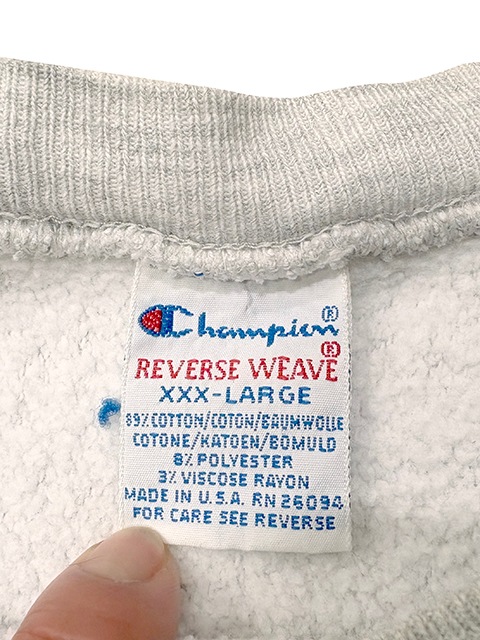 Champion®
REVERSE WEAVE®
XXX-LARGE
89% COTTON/COTON/BAUMWOLLE
COTONE/KATOEN/BOMULD
8% POLYESTER
3% VISCOSE RAYON
MADE IN U.S.A. RN 26094
FOR CARE SEE REVERSE